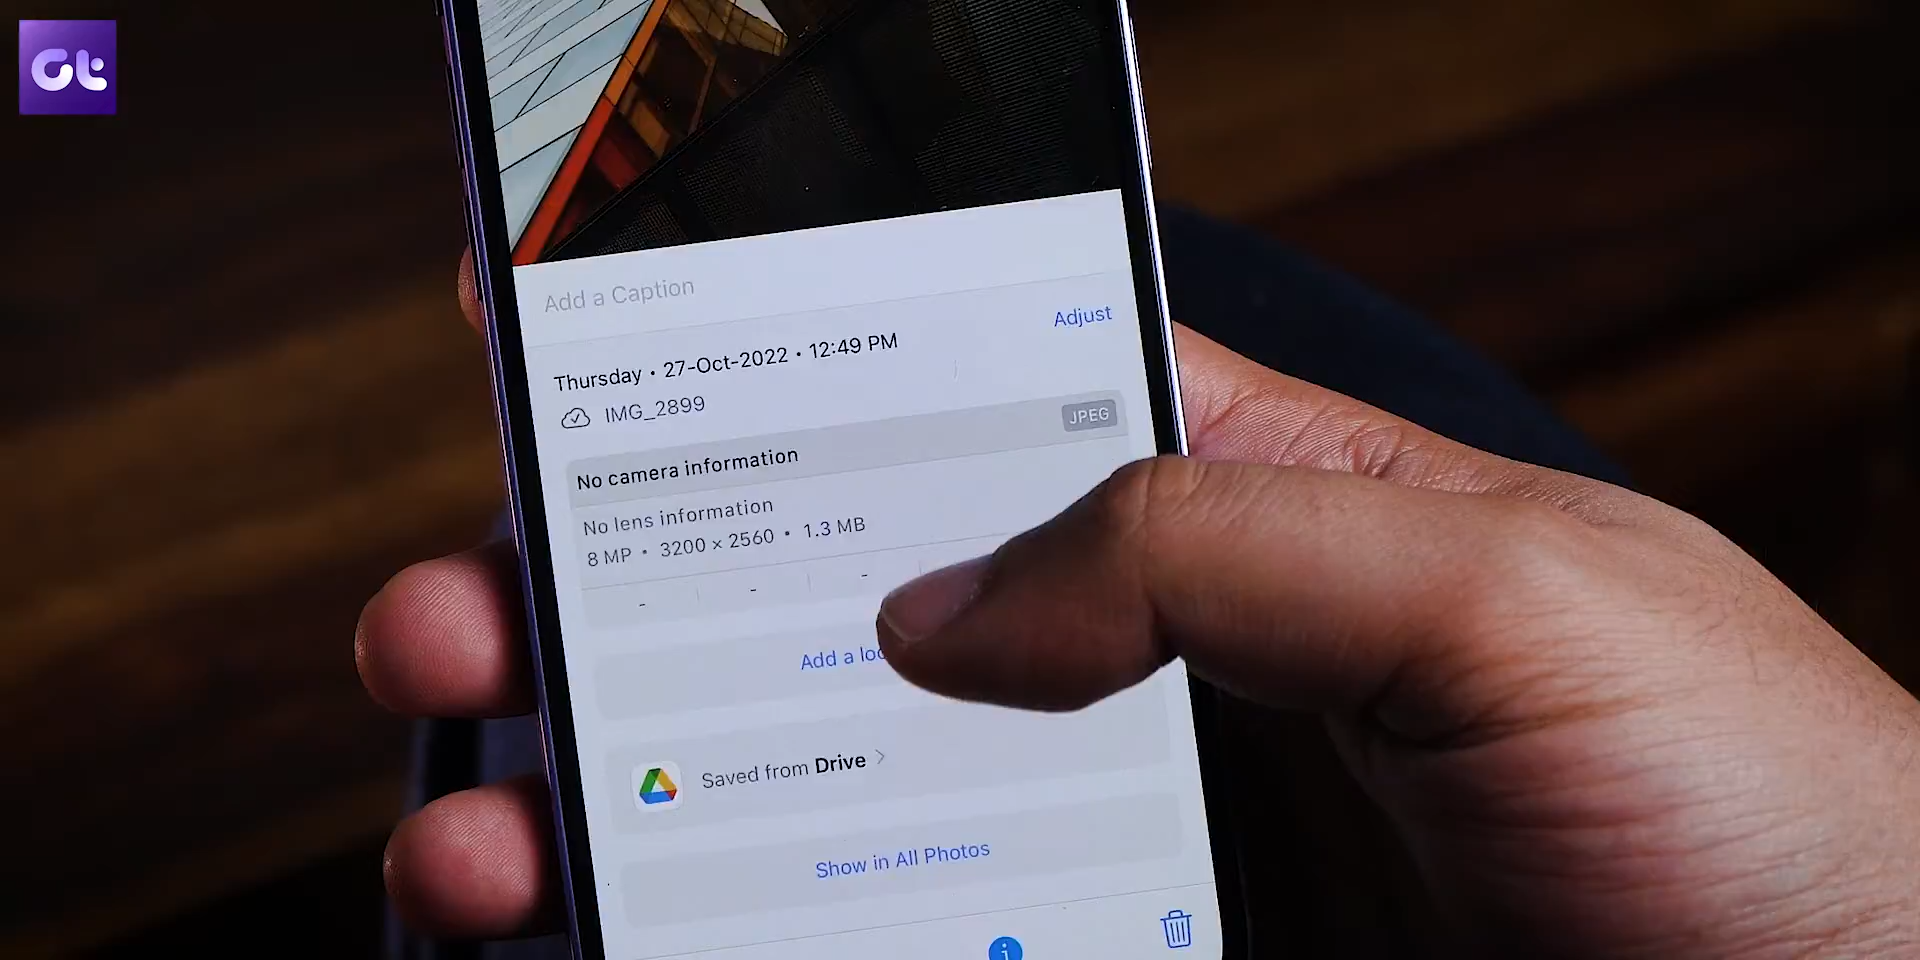 Gt
Add a Caption
Adjust
Thursday • 27-Oct-2022 • 12:49 PM
IMG_2899
JPEG
No camera information
No lens information
8 MP • 3200 × 2560 • 1.3 MB
- - -
Add a
Saved from Drive >
Show in All Photos
i